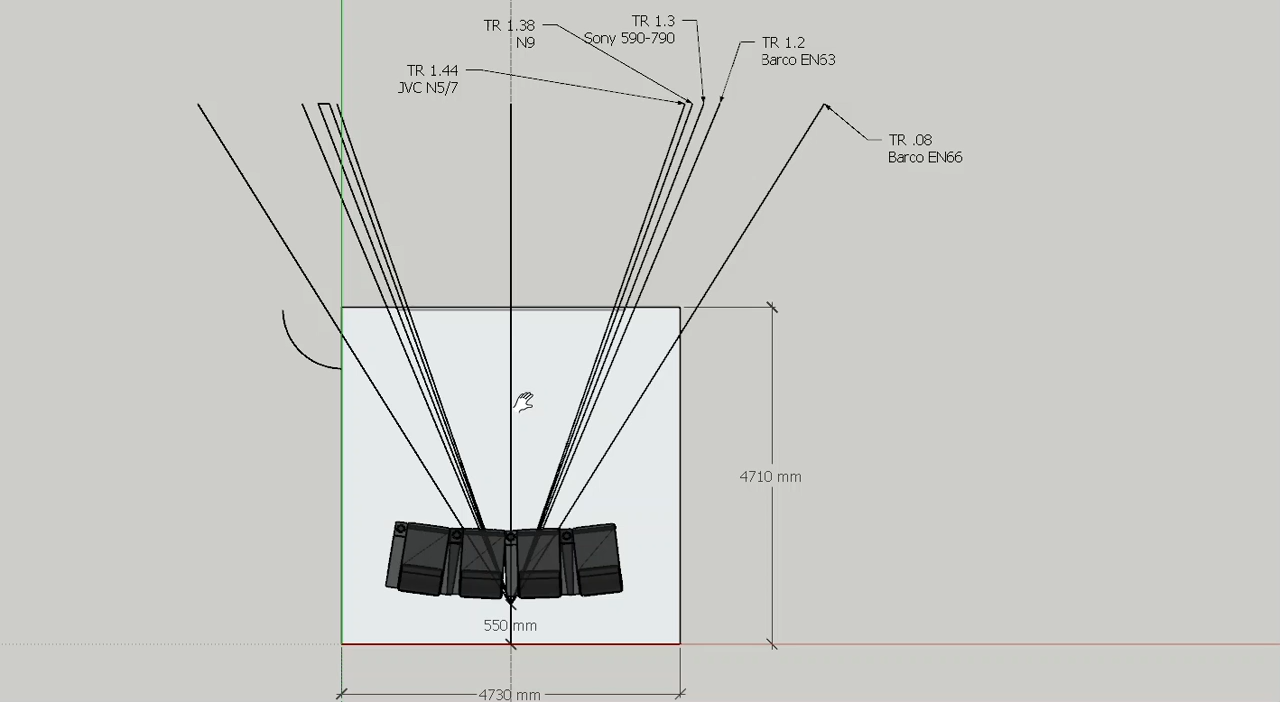 TR 1.38
N9
TR 1.3
Sony 590-790
TR 1.2
Barco EN63
TR 1.44
JVC N5/7
TR .08
Barco EN66
4710 mm
550 mm
4730 mm